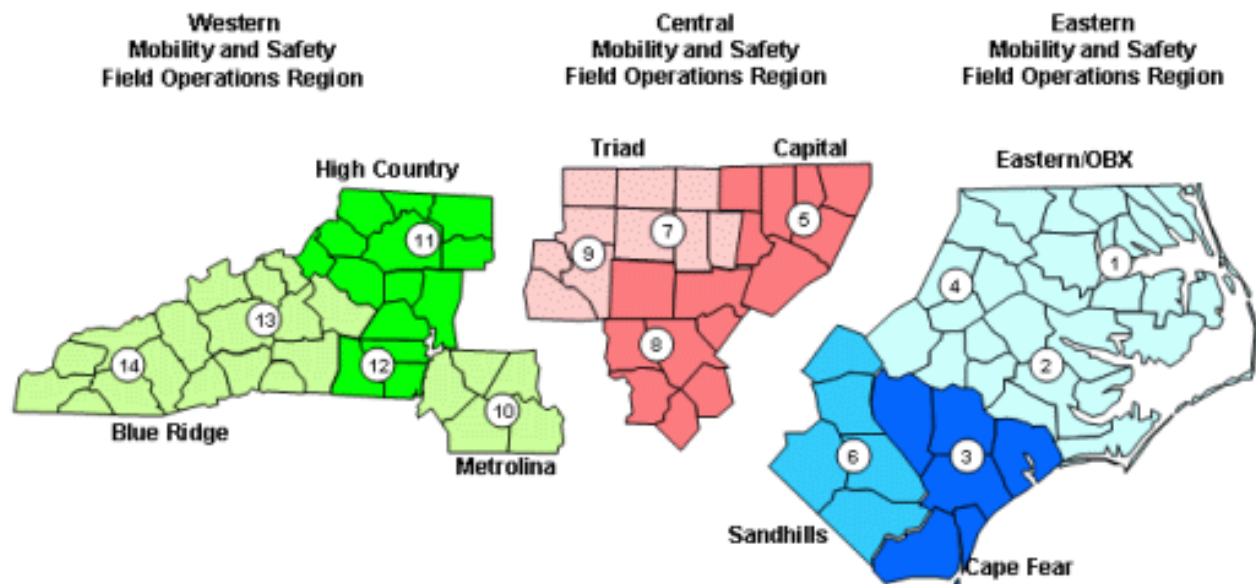 Western
Mobility and Safety
Field Operations Region
Central
Mobility and Safety
Field Operations Region
Eastern
Mobility and Safety
Field Operations Region
High Country
Triad
Capital
Eastern/OBX
11
9
7
5
4
1
13
14
12
10
8
2
6
3
Blue Ridge
Metrolina
Sandhills
Cape Fear